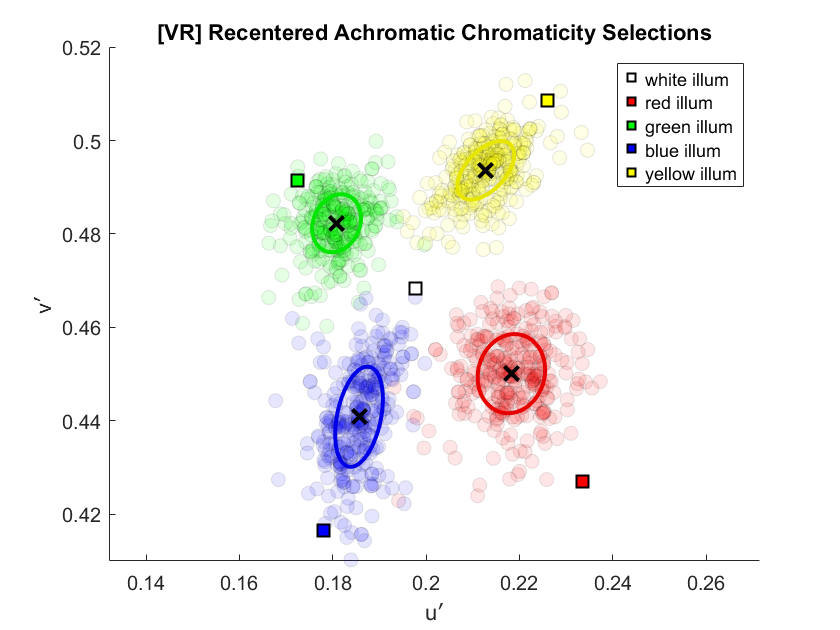 [VR] Recentered Achromatic Chromaticity Selections
0.52
0.5
0.48
0.46
0.44
0.42
v′
white illum
red illum
green illum
blue illum
yellow illum
0.14 0.16 0.18 0.2 0.22 0.24 0.26
u′